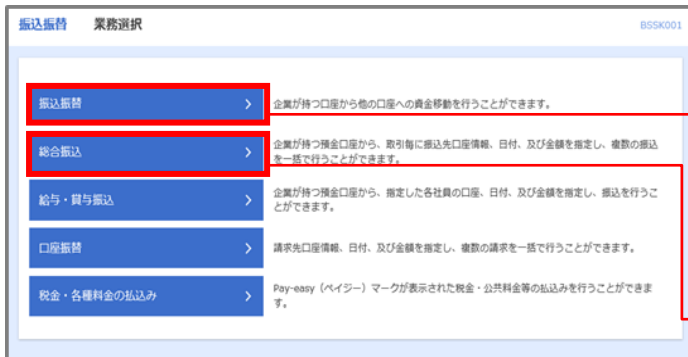 振込振替 業務選択 BSSK001
振込振替 > 企業が持つ口座から他の口座への資金移動を行うことができます。
総合振込 > 企業が持つ預金口座から、取引毎に振込先口座情報、日付、及び金額を指定し、複数の振込
を一括で行うことができます。
給与・賞与振込 > 企業が持つ預金口座から、指定した各社員の口座、日付、及び金額を指定し、振込を行うこ
とができます。
口座振替 > 請求先口座情報、日付、及び金額を指定し、複数の請求を一括で行うことができます。
税金・各種料金の払込み > Pay-easy（ペイジー）マークが表示された税金・公共料金等の払込みを行うことができま
す。